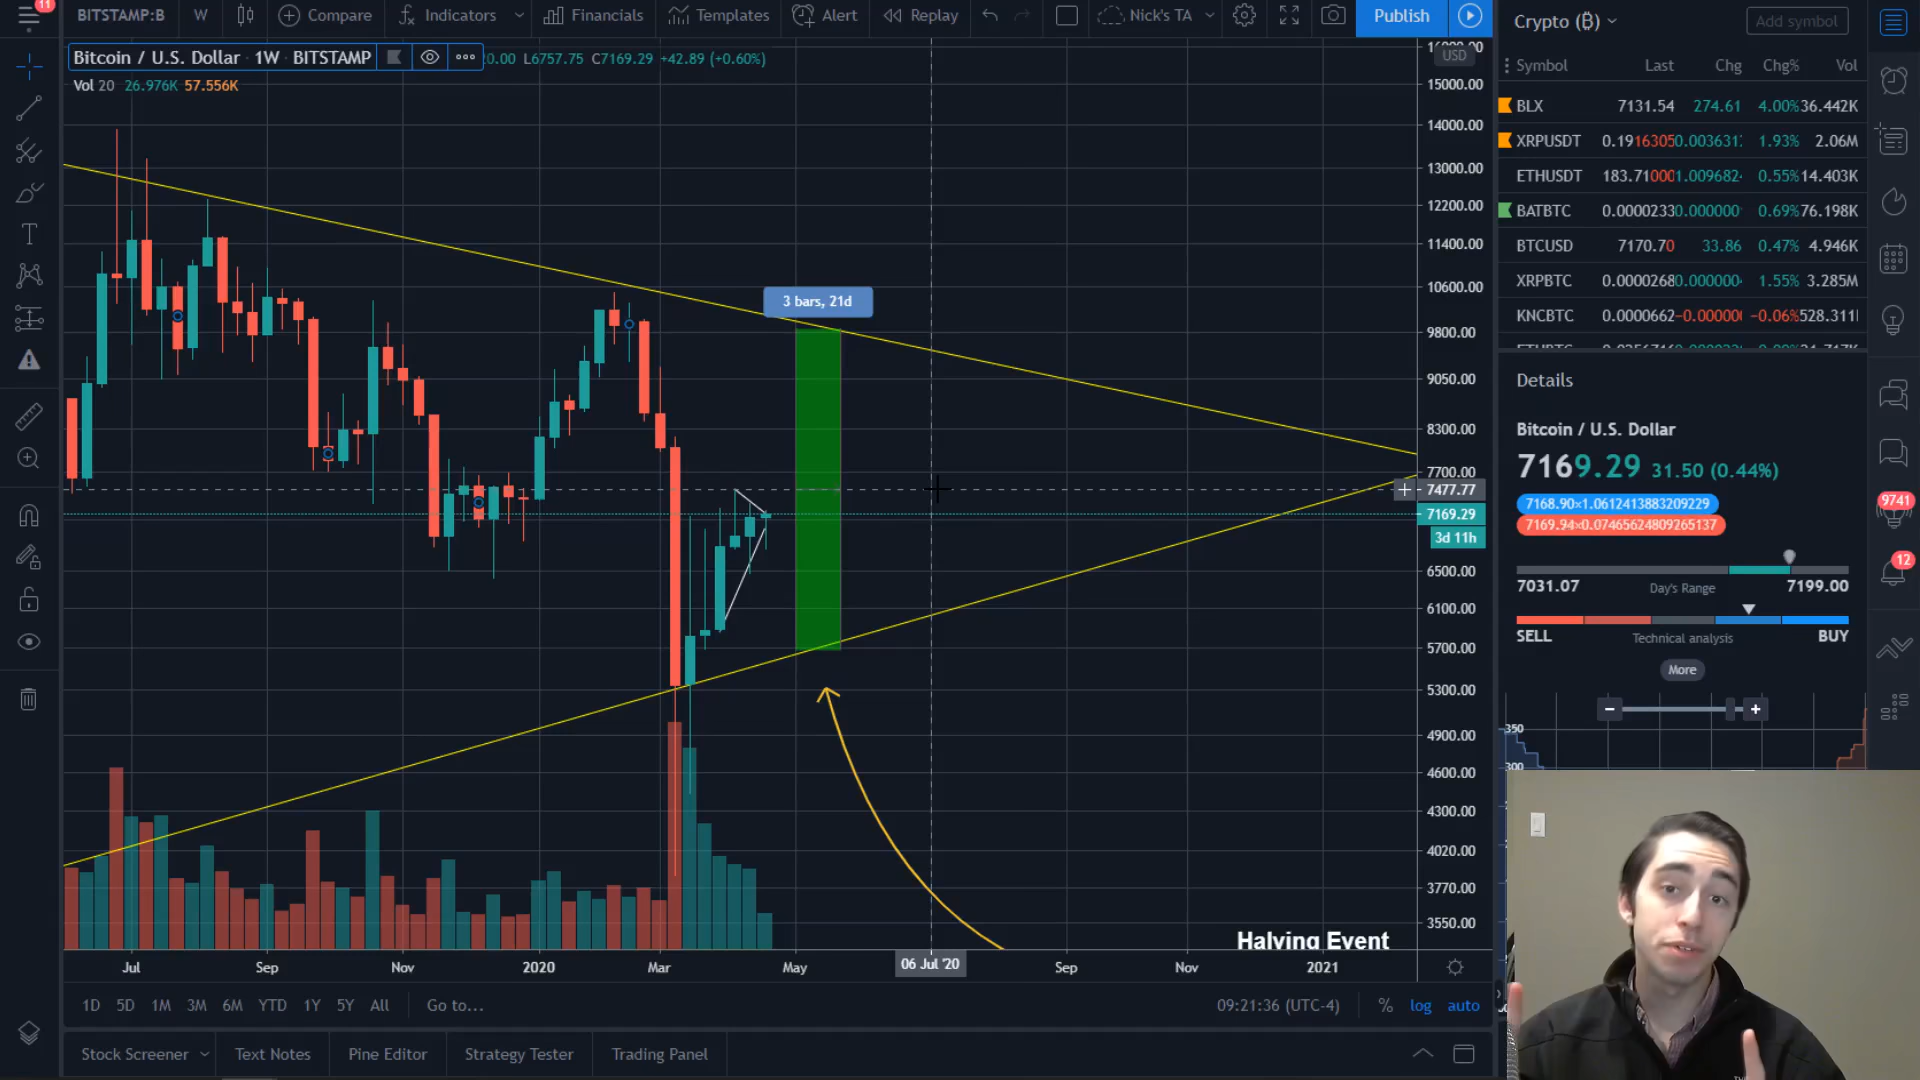 11
BITSTAMP:B W Compare Indicators Financials Templates Alert Replay Nick's TA Publish
Crypto (₿) Add symbol
Bitcoin / U.S. Dollar · 1W · BITSTAMP
20.00 L6757.75 C7169.29 +42.89 (+0.60%)
Vol 20 26.976K 57.556K
USD
Symbol Last Chg Chg% Vol
BLX 7131.54 274.61 4.00% 36.442K
XRPUSDT 0.1916305 0.003631 1.93% 2.06M
ETHUSDT 183.71000 1.009682 0.55% 14.403K
BATBTC 0.0000233 0.000000 0.69% 76.198K
BTCUSD 7170.70 33.86 0.47% 4.946K
XRPBTC 0.0000268 0.000000 1.55% 3.285M
KNCBTC 0.0000662 −0.00000 −0.06% 528.311
15000.00
14000.00
13000.00
12200.00
11400.00
10600.00
9800.00
9050.00
8300.00
7700.00
7477.77
7169.29
3d 11h
6500.00
6100.00
5700.00
5300.00
4900.00
4600.00
4300.00
4020.00
3770.00
3550.00
3 bars, 21d
Halving Event
Jul Sep Nov 2020 Mar May 06 Jul '20 Sep Nov 2021
1D 5D 1M 3M 6M YTD 1Y 5Y All Go to... 09:21:36 (UTC-4) % log auto
Stock Screener Text Notes Pine Editor Strategy Tester Trading Panel
Details
Bitcoin / U.S. Dollar
7169.29 31.50 (0.44%)
7168.90×1.0612413883209229
7169.94×0.07465624809265137
7031.07 Day's Range 7199.00
SELL Technical analysis BUY
More
− +
350
300
9741
12